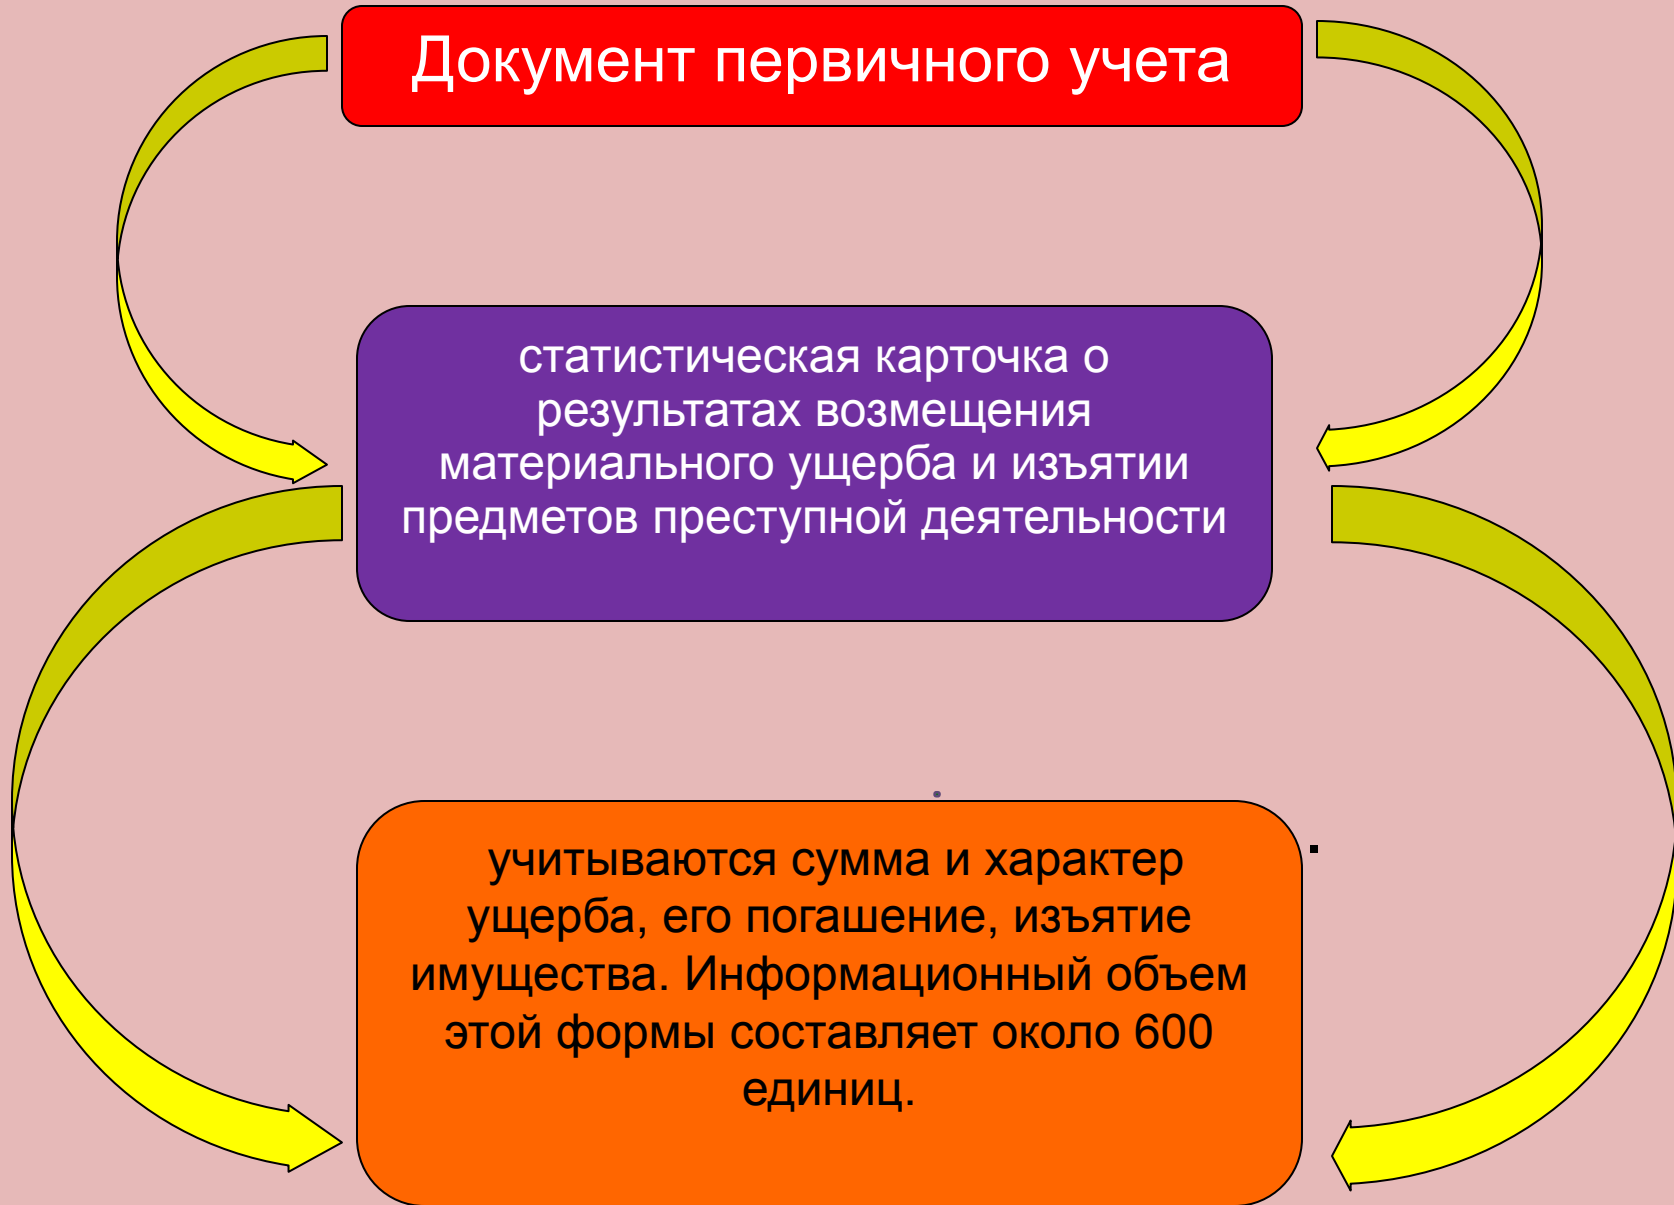 Документ первичного учета
статистическая карточка о
результатах возмещения
материального ущерба и изъятии
предметов преступной деятельности
учитываются сумма и характер
ущерба, его погашение, изъятие
имущества. Информационный объем
этой формы составляет около 600
единиц.